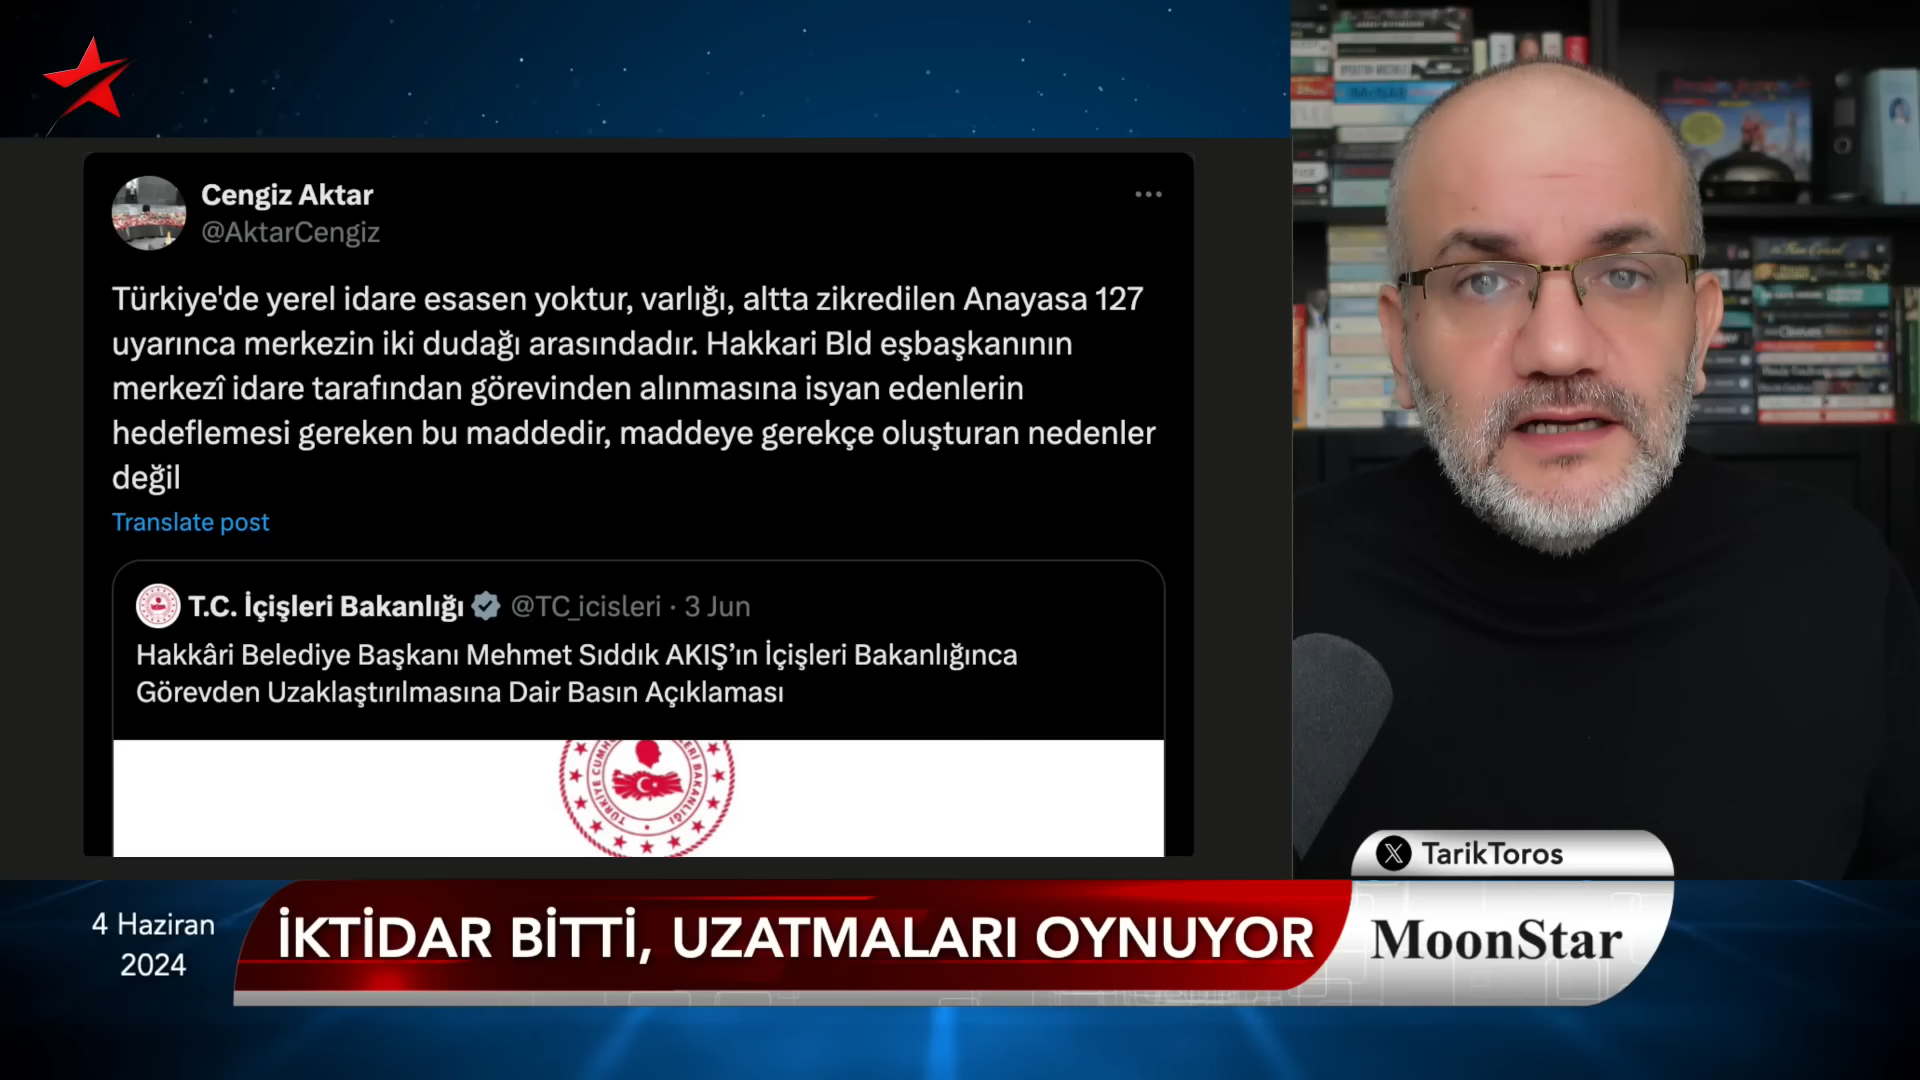 Cengiz Aktar
@AktarCengiz
Türkiye'de yerel idare esasen yoktur, varlığı, altta zikredilen Anayasa 127
uyarınca merkezin iki dudağı arasındadır. Hakkari Bld eşbaşkanının
merkezî idare tarafından görevinden alınmasına isyan edenlerin
hedeflemesi gereken bu maddedir, maddeye gerekçe oluşturan nedenler
değil
Translate post
T.C. İçişleri Bakanlığı @TC_icisleri · 3 Jun
Hakkâri Belediye Başkanı Mehmet Sıddık AKIŞ’ın İçişleri Bakanlığınca
Görevden Uzaklaştırılmasına Dair Basın Açıklaması
TarikToros
4 Haziran
2024
İKTİDAR BİTTİ, UZATMALARI OYNUYOR
MoonStar